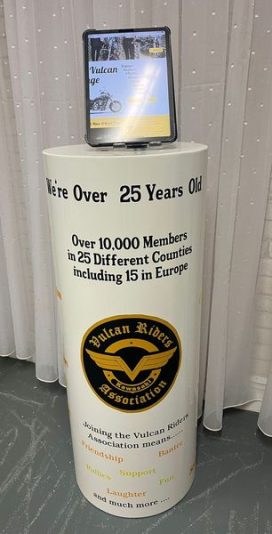 Vulcan
We're Over 25 Years Old
Over 10,000 Members
in 25 Different Counties
including 15 in Europe
Vulcan Riders
Kawasaki
Association
Joining the Vulcan Riders
Association means.....
Friendship Banter
Rallies Support Fun
Laughter
and much more ....